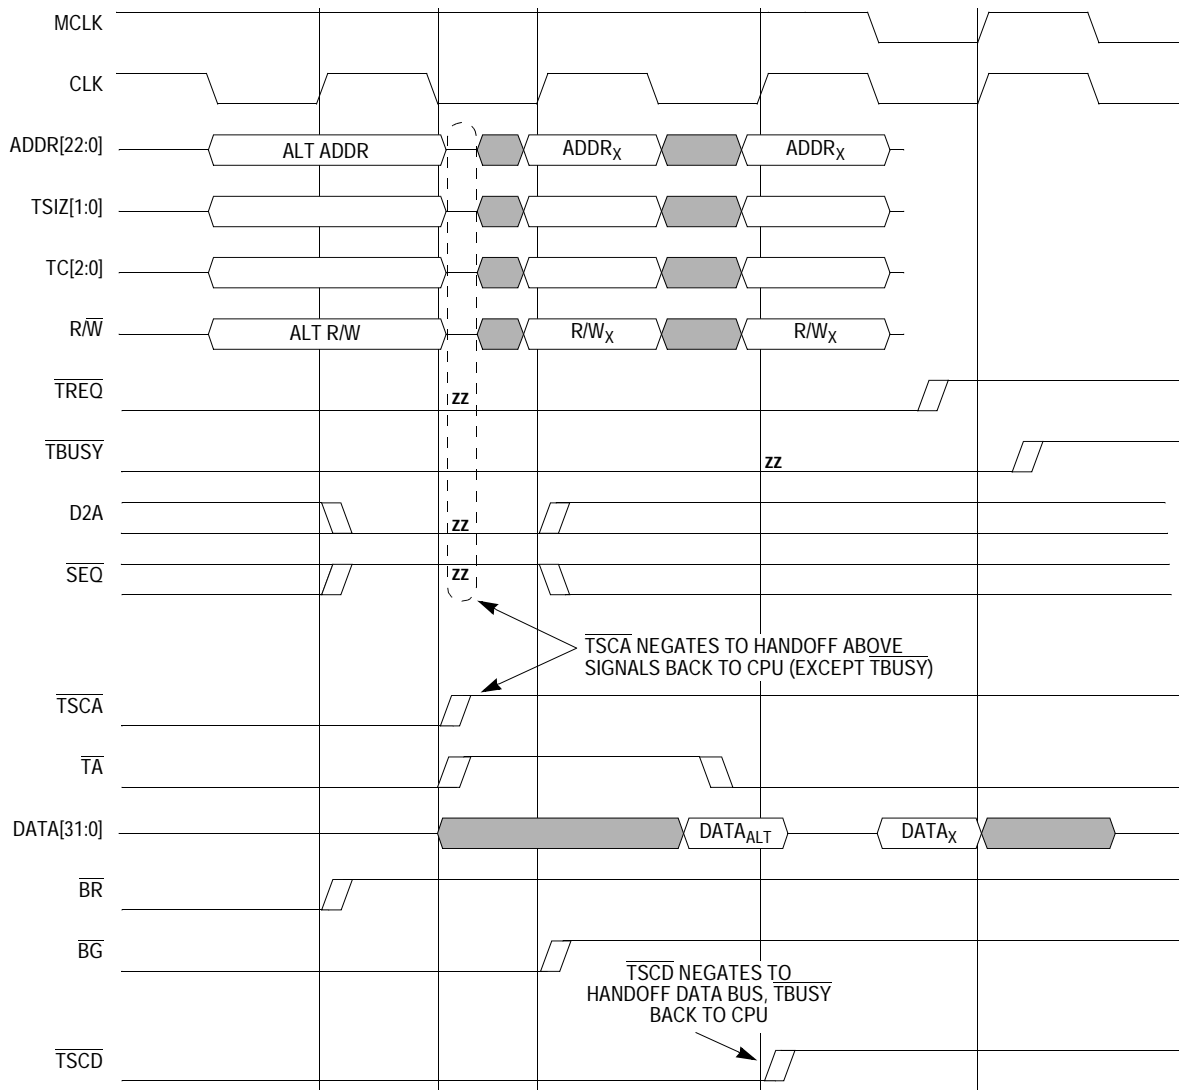 MCLK
CLK
ADDR[22:0] ALT ADDR ADDRX ADDRX
TSIZ[1:0]
TC[2:0]
R/W ALT R/W R/WX R/WX
TREQ zz
TBUSY zz
D2A zz
SEQ zz
TSCA NEGATES TO HANDOFF ABOVE
SIGNALS BACK TO CPU (EXCEPT TBUSY)
TSCA
TA
DATA[31:0] DATAALT DATAX
BR
BG
TSCD NEGATES TO
HANDOFF DATA BUS, TBUSY
BACK TO CPU
TSCD